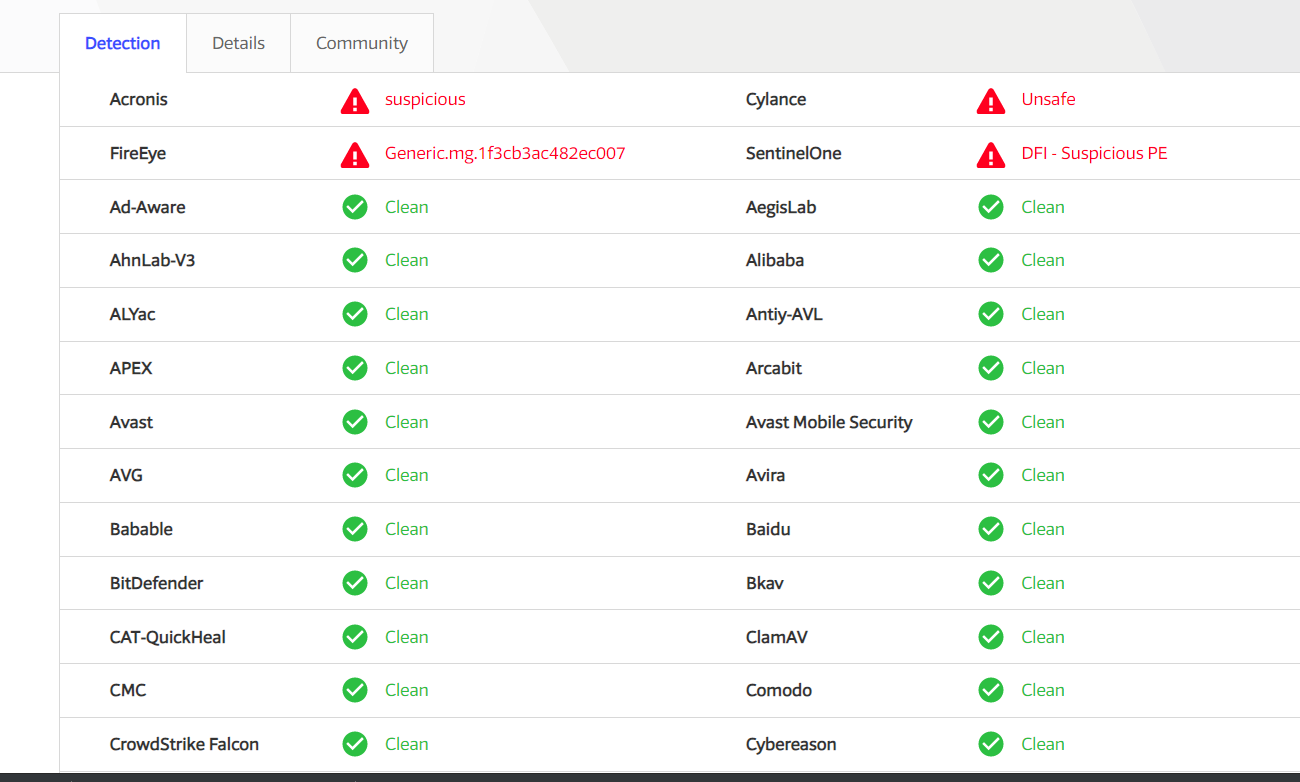 Detection Details Community
Acronis suspicious Cylance Unsafe
FireEye Generic.mg.1f3cb3ac482ec007 SentinelOne DFI - Suspicious PE
Ad-Aware Clean AegisLab Clean
AhnLab-V3 Clean Alibaba Clean
ALYac Clean Antiy-AVL Clean
APEX Clean Arcabit Clean
Avast Clean Avast Mobile Security Clean
AVG Clean Avira Clean
Babable Clean Baidu Clean
BitDefender Clean Bkav Clean
CAT-QuickHeal Clean ClamAV Clean
CMC Clean Comodo Clean
CrowdStrike Falcon Clean Cybereason Clean